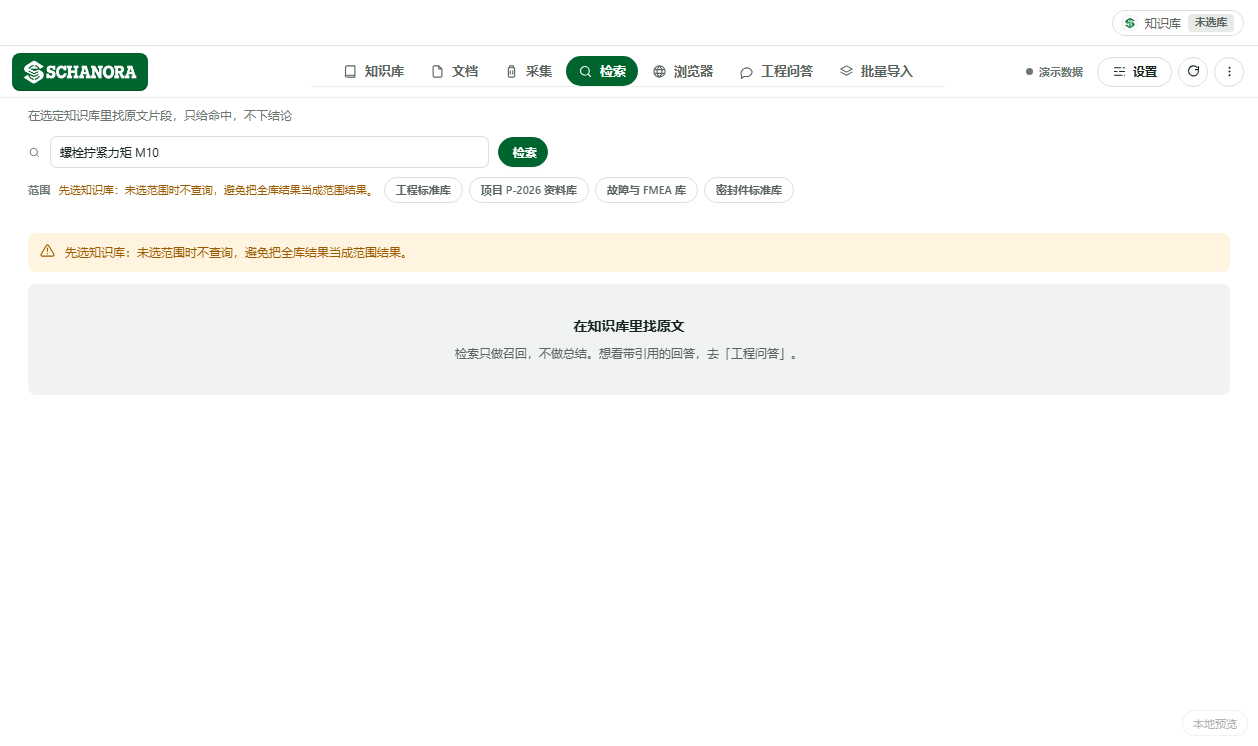 知识库 未选库
SCHANORA 知识库 文档 采集 检索 浏览器 工程问答 批量导入 演示数据 设置
在选定知识库里找原文片段，只给命中，不下结论
螺栓拧紧力矩 M10 检索
范围 先选知识库：未选范围时不查询，避免把全库结果当成范围结果。 工程标准库 项目 P-2026 资料库 故障与 FMEA 库 密封件标准库
先选知识库：未选范围时不查询，避免把全库结果当成范围结果。
在知识库里找原文
检索只做召回，不做总结。想看带引用的回答，去「工程问答」。
本地预览